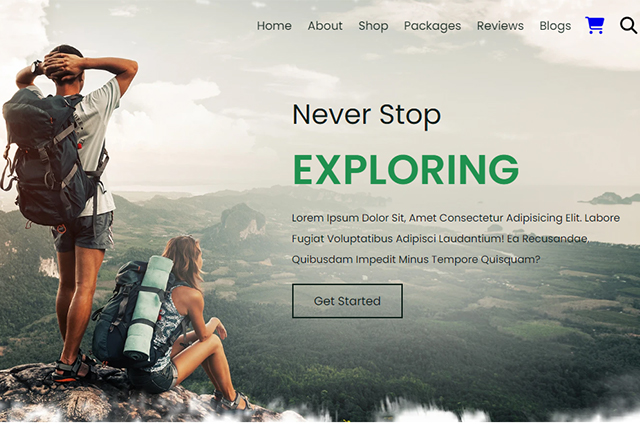 Home About Shop Packages Reviews Blogs
Never Stop
EXPLORING
Lorem Ipsum Dolor Sit, Amet Consectetur Adipisicing Elit. Labore
Fugiat Voluptatibus Adipisci Laudantium! Ea Recusandae
Quibusdam Impedit Minus Tempore Quisquam?
Get Started